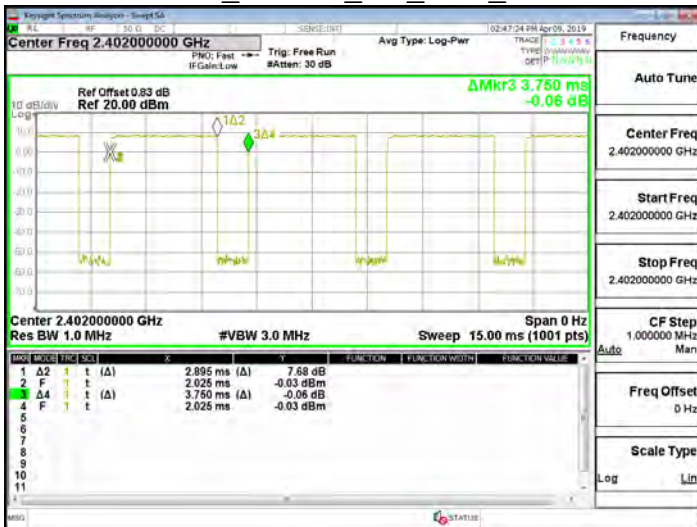 Keysight Spectrum Analyzer - Swept SA
RL RF 50 Ω DC SENSE:INT 02:47:24 PM Apr 09, 2019
Center Freq 2.402000000 GHz
PNO: Fast
IFGain:Low
Trig: Free Run
#Atten: 30 dB
Avg Type: Log-Pwr
TRACE 1 2 3 4 5 6
TYPE
DET
Ref Offset 0.83 dB
Ref 20.00 dBm
10 dB/div
Log
ΔMkr3 3.750 ms
-0.06 dB
10.0
0.00
1Δ2
3Δ4
Center 2.402000000 GHz
Span 0 Hz
Res BW 1.0 MHz
#VBW 3.0 MHz
Sweep 15.00 ms (1001 pts)
MKR MODE TRC SCL X Y FUNCTION FUNCTION WIDTH FUNCTION VALUE
1 Δ2 1 t (Δ) 2.895 ms (Δ) 7.68 dB
2 F 1 t 2.025 ms -0.03 dBm
3 Δ4 1 t (Δ) 3.750 ms (Δ) -0.06 dB
4 F 1 t 2.025 ms -0.03 dBm
5
6
7
8
9
10
11
MSG
STATUS
Frequency
Auto Tune
Center Freq
2.402000000 GHz
Start Freq
2.402000000 GHz
Stop Freq
2.402000000 GHz
CF Step
1.000000 MHz
Auto Man
Freq Offset
0 Hz
Scale Type
Log Lin